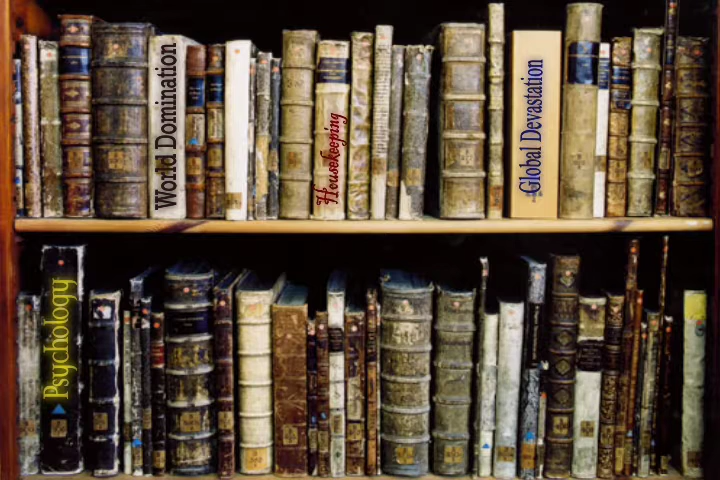 World Domination
Housekeeping
Global Devastation
Psychology